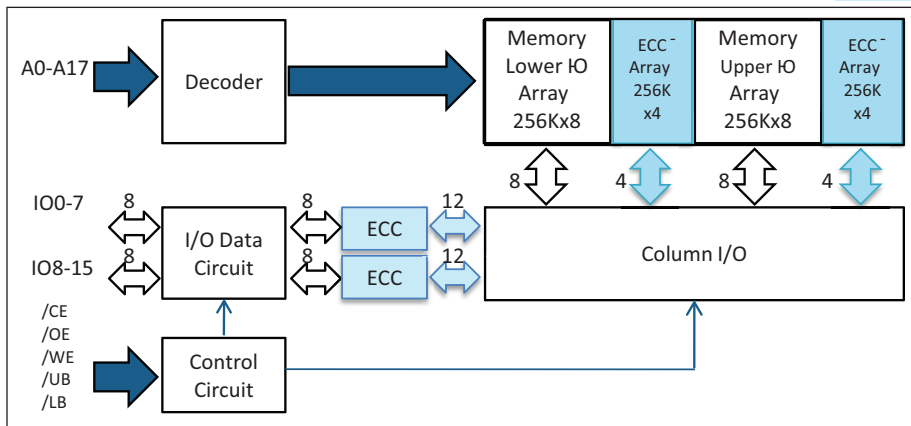 A0-A17
Decoder
Memory
Lower Ю
Array
256Kx8
ECC-
Array
256K
x4
Memory
Upper Ю
Array
256Kx8
ECC-
Array
256K
x4
8
4
8
4
IO0-7
8
8
12
I/O Data
Circuit
ECC
IO8-15
8
8
12
ECC
Column I/O
/CE
/OE
/WE
/UB
/LB
Control
Circuit